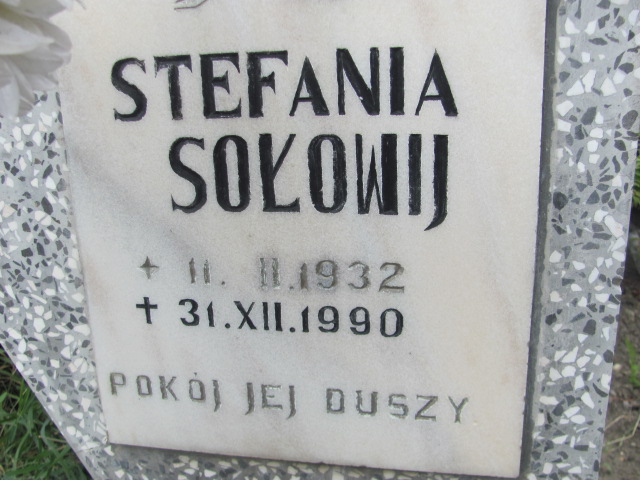 STEFANIA
SOŁOWIJ
+ 11. II. 1932
✝ 31. XII. 1990
POKÓJ JEJ DUSZY